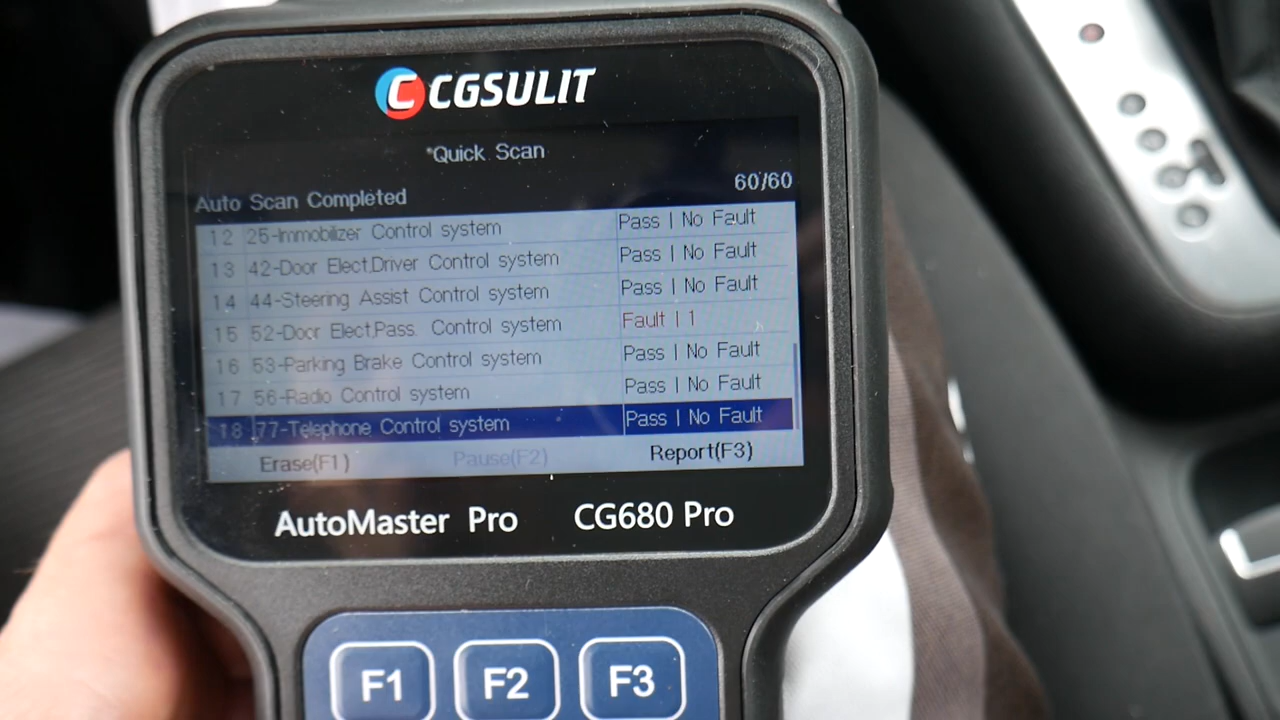 CGSULIT
*Quick Scan
Auto Scan Completed 60/60
12 25-Immobilizer Control system Pass | No Fault
13 42-Door Elect.Driver Control system Pass | No Fault
14 44-Steering Assist Control system Pass | No Fault
15 52-Door Elect.Pass. Control system Fault | 1
16 53-Parking Brake Control system Pass | No Fault
17 56-Radio Control system Pass | No Fault
18 77-Telephone Control system Pass | No Fault
Erase(F1) Pause(F2) Report(F3)
AutoMaster Pro CG680 Pro
F1 F2 F3